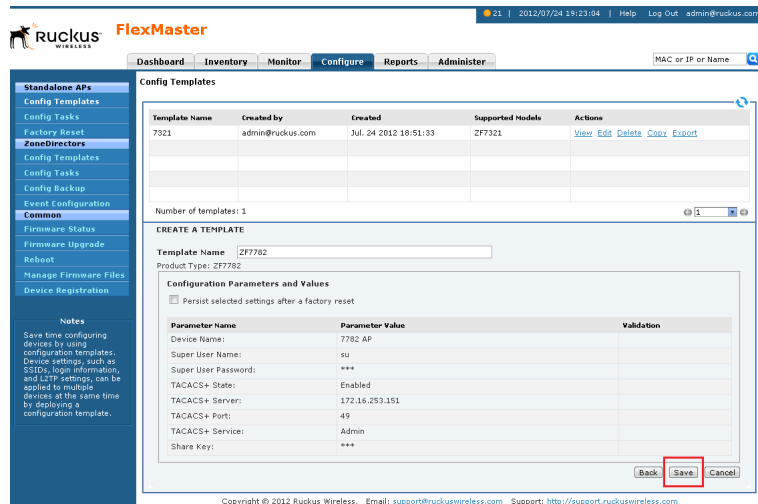 21 | 2012/07/24 19:23:04 | Help Log Out admin@ruckus.com
Ruckus WIRELESS FlexMaster
Dashboard Inventory Monitor Configure Reports Administer MAC or IP or Name
Standalone APs
Config Templates
Config Tasks
Factory Reset
ZoneDirectors
Config Templates
Config Tasks
Config Backup
Event Configuration
Common
Firmware Status
Firmware Upgrade
Reboot
Manage Firmware Files
Device Registration
Notes
Save time configuring
devices by using
configuration templates.
Device settings, such as
SSIDs, login information,
and L2TP settings, can be
applied to multiple
devices at the same time
by deploying a
configuration template.
Config Templates
Template Name Created by Created Supported Models Actions
7321 admin@ruckus.com Jul. 24 2012 18:51:33 ZF7321 View Edit Delete Copy Export
Number of templates: 1 1
CREATE A TEMPLATE
Template Name ZF7782
Product Type: ZF7782
Configuration Parameters and Values
Persist selected settings after a factory reset
Parameter Name Parameter Value Validation
Device Name: 7782 AP
Super User Name: su
Super User Password: ***
TACACS+ State: Enabled
TACACS+ Server: 172.16.253.151
TACACS+ Port: 49
TACACS+ Service: Admin
Share Key: ***
Back Save Cancel
Copyright © 2012 Ruckus Wireless. Email: support@ruckuswireless.com Support: http://support.ruckuswireless.com